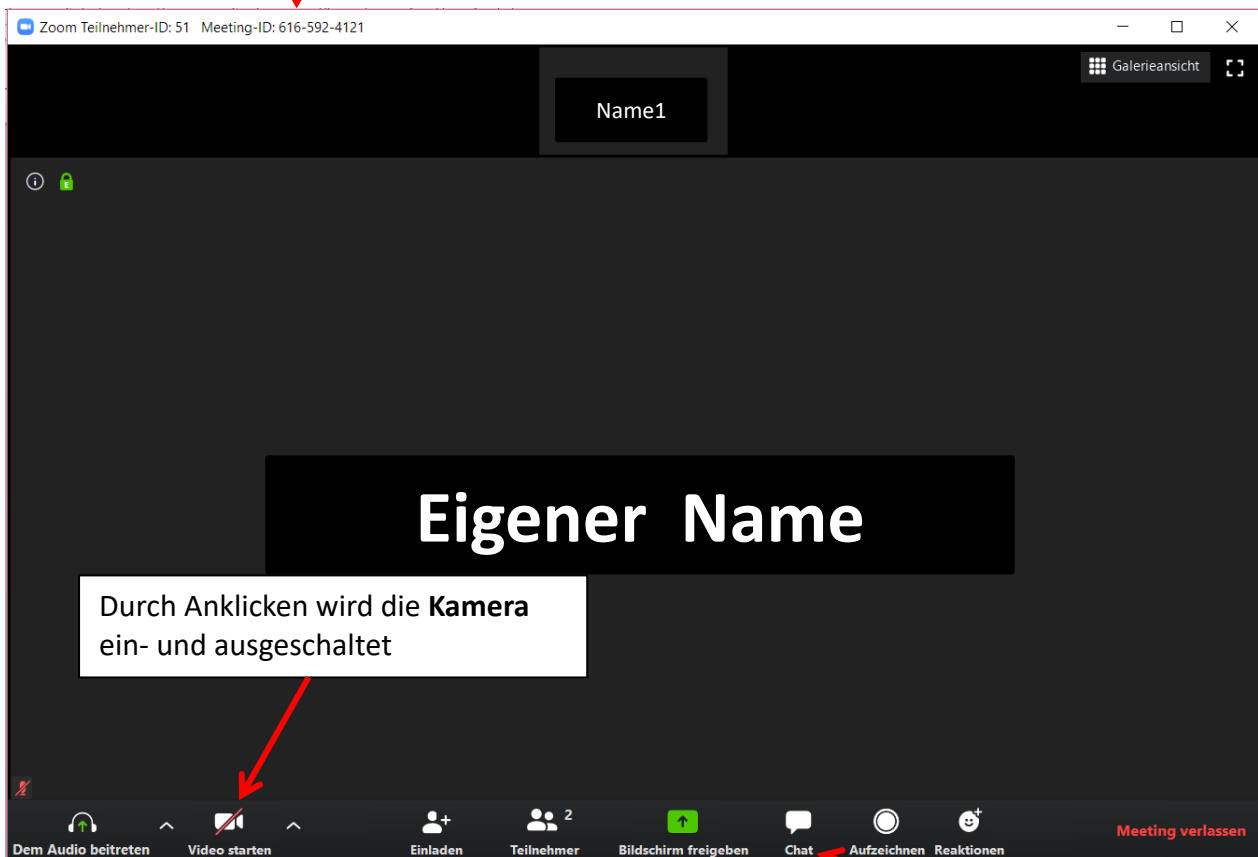 Zoom Teilnehmer-ID: 51 Meeting-ID: 616-592-4121
Galerieansicht
Name1
Eigener Name
Durch Anklicken wird die Kamera
ein- und ausgeschaltet
2
Dem Audio beitreten Video starten Einladen Teilnehmer Bildschirm freigeben Chat Aufzeichnen Reaktionen Meeting verlassen